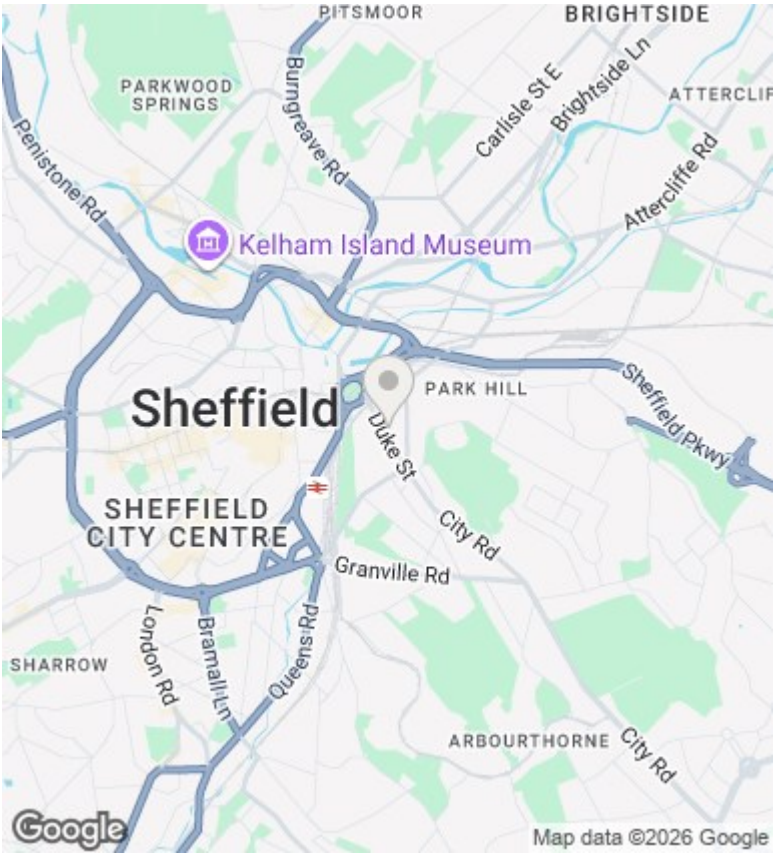 PITSMOOR
BRIGHTSIDE
PARKWOOD
SPRINGS
Burngreave Rd
Carlisle St E
Brightside Ln
ATTERCLIF
Penistone Rd
Attercliffe Rd
Kelham Island Museum
Sheffield
PARK HILL
Sheffield Pkwy
Duke St
SHEFFIELD
CITY CENTRE
City Rd
Granville Rd
London Rd
Bramall Ln
Queens Rd
SHARROW
ARBOURTHORNE
City Rd
Google
Map data ©2026 Google